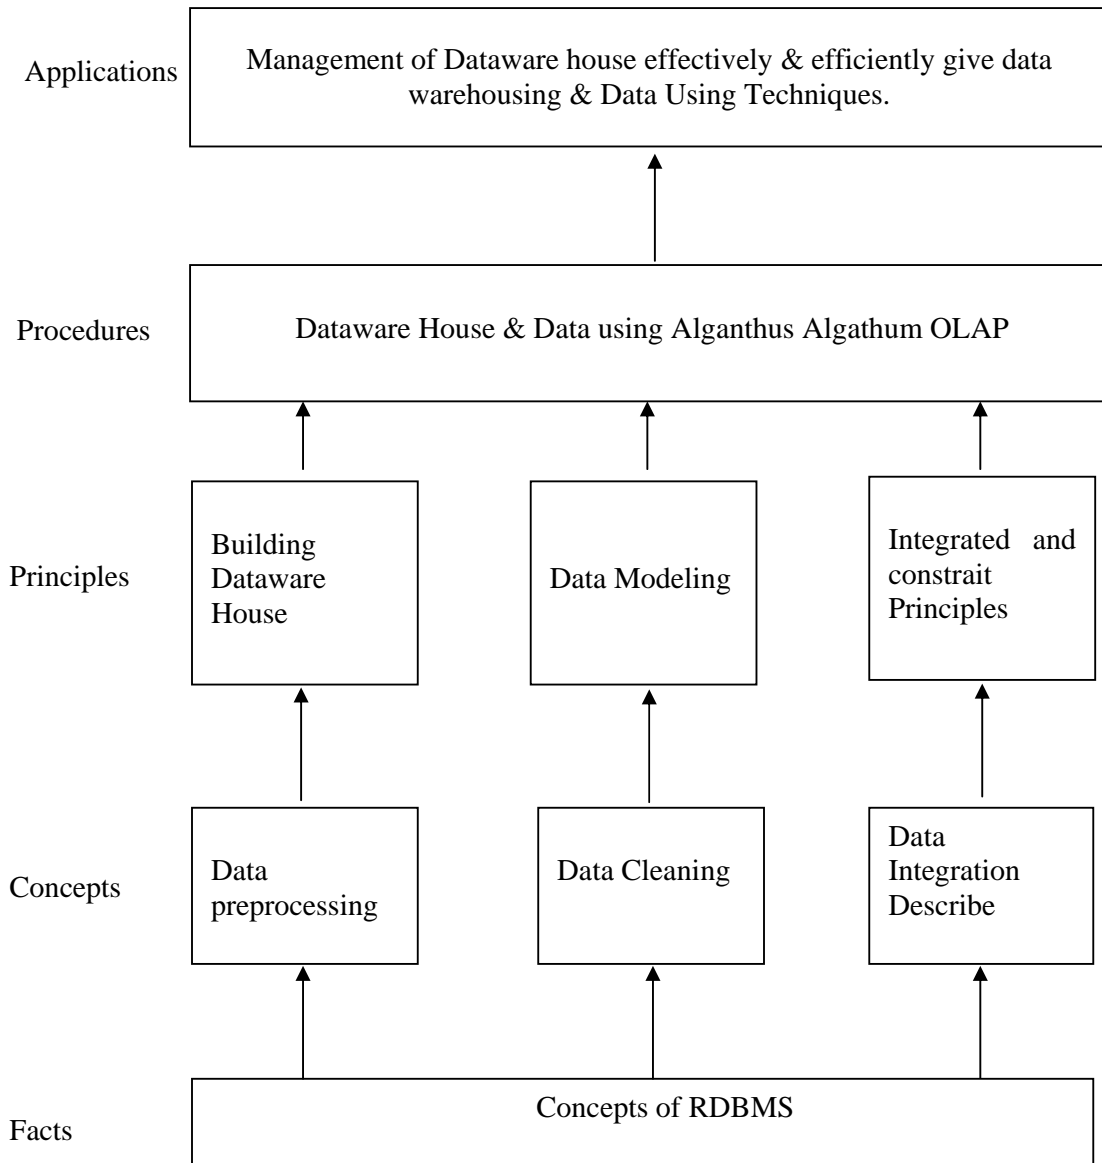 Applications
Management of Dataware house effectively & efficiently give data
warehousing & Data Using Techniques.
Procedures
Dataware House & Data using Alganthus Algathum OLAP
Principles
Building
Dataware
House
Data Modeling
Integrated and
constrait
Principles
Concepts
Data
preprocessing
Data Cleaning
Data
Integration
Describe
Facts
Concepts of RDBMS